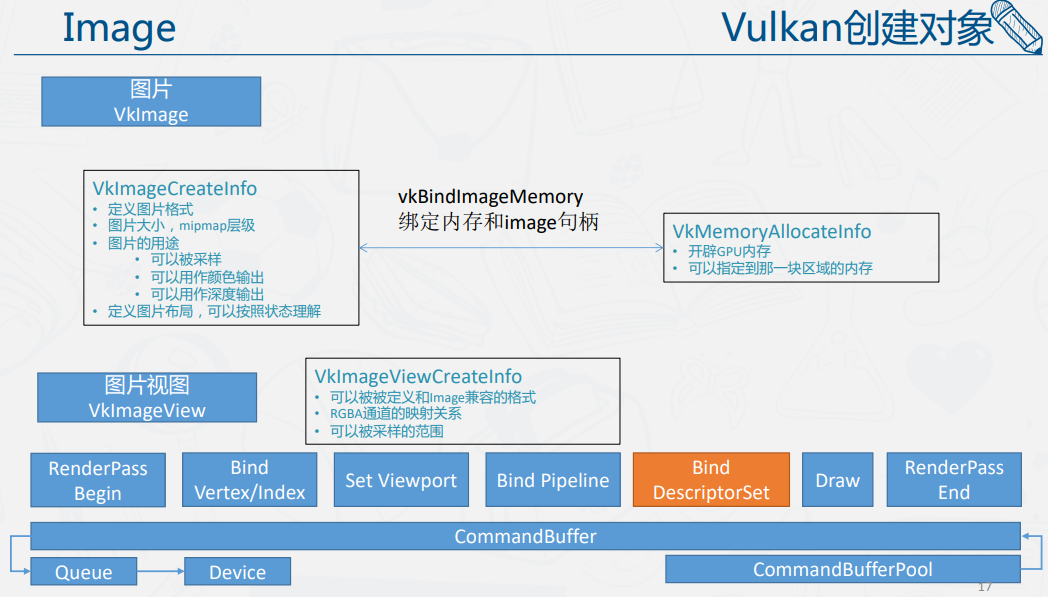 Image
Vulkan创建对象
图片
VkImage
VkImageCreateInfo
• 定义图片格式
• 图片大小，mipmap层级
• 图片的用途
• 可以被采样
• 可以用作颜色输出
• 可以用作深度输出
• 定义图片布局，可以按照状态理解
vkBindImageMemory
绑定内存和image句柄
VkMemoryAllocateInfo
• 开辟GPU内存
• 可以指定到那一块区域的内存
图片视图
VkImageView
VkImageViewCreateInfo
• 可以被被定义和Image兼容的格式
• RGBA通道的映射关系
• 可以被采样的范围
RenderPass
Begin
Bind
Vertex/Index
Set Viewport
Bind Pipeline
Bind
DescriptorSet
Draw
RenderPass
End
CommandBuffer
Queue
Device
CommandBufferPool
17